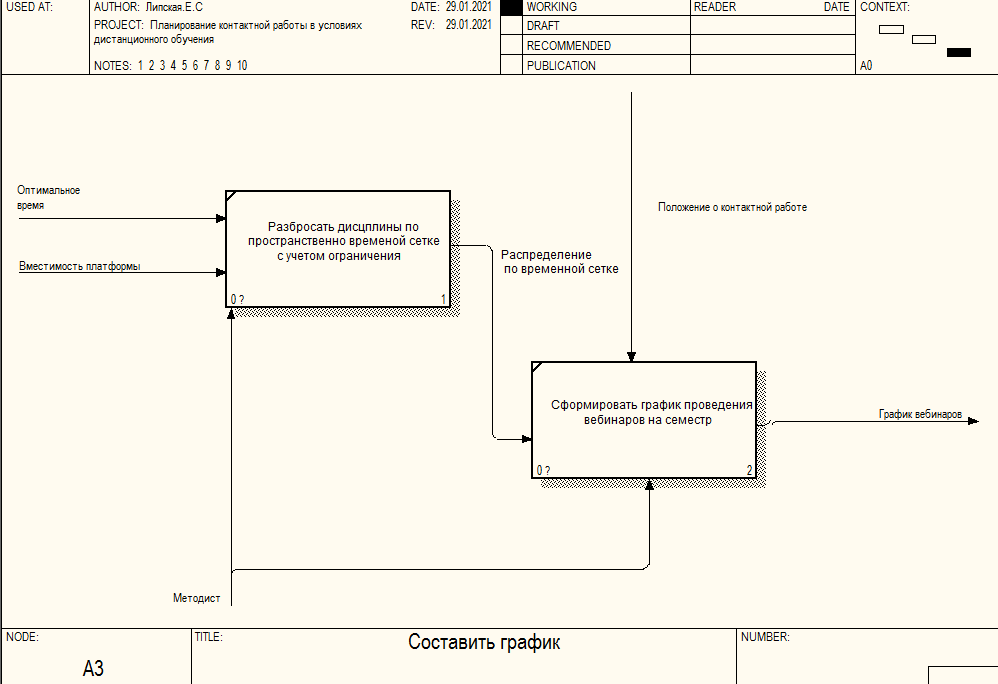 USED AT:
AUTHOR: Липская.Е.С
DATE: 29.01.2021
WORKING
READER
DATE
CONTEXT:
PROJECT: Планирование контактной работы в условиях
дистанционного обучения
REV: 29.01.2021
DRAFT
RECOMMENDED
NOTES: 1 2 3 4 5 6 7 8 9 10
PUBLICATION
A0
Оптимальное
время
Вместимость платформы
Разбросать дисцплины по
пространственно временой сетке
с учетом ограничения
0 ?
1
Распределение
по временной сетке
Положение о контактной работе
Сформировать график проведения
вебинаров на семестр
0 ?
2
График вебинаров
Методист
NODE:
TITLE:
NUMBER:
Составить график
A3